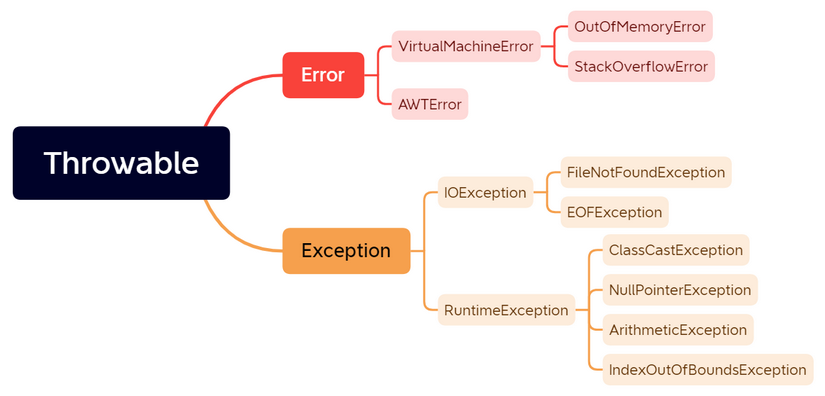 Throwable
Error
VirtualMachineError
OutOfMemoryError
StackOverflowError
AWTError
Exception
IOException
FileNotFoundException
EOFException
RuntimeException
ClassCastException
NullPointerException
ArithmeticException
IndexOutOfBoundsException